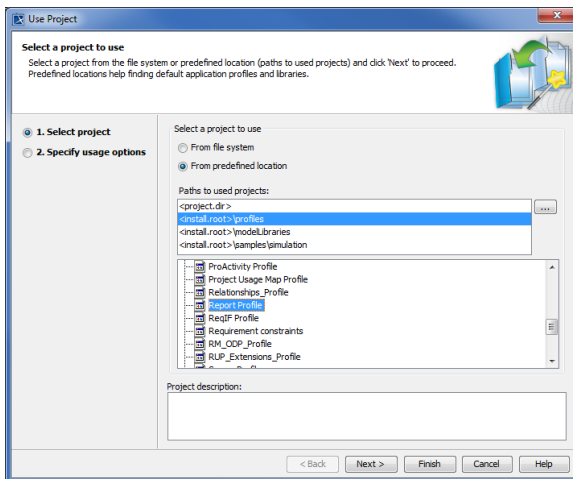 Use Project
Select a project to use
Select a project from the file system or predefined location (paths to used projects) and click 'Next' to proceed.
Predefined locations help finding default application profiles and libraries.
1. Select project
2. Specify usage options
Select a project to use
From file system
From predefined location
Paths to used projects:
<project.dir>
...
<install.root>\profiles
<install.root>\modelLibraries
<install.root>\samples\simulation
ProActivity Profile
Project Usage Map Profile
Relationships_Profile
Report Profile
ReqIF Profile
Requirement constraints
RM_ODP_Profile
RUP_Extensions_Profile
Project description:
< Back
Next >
Finish
Cancel
Help